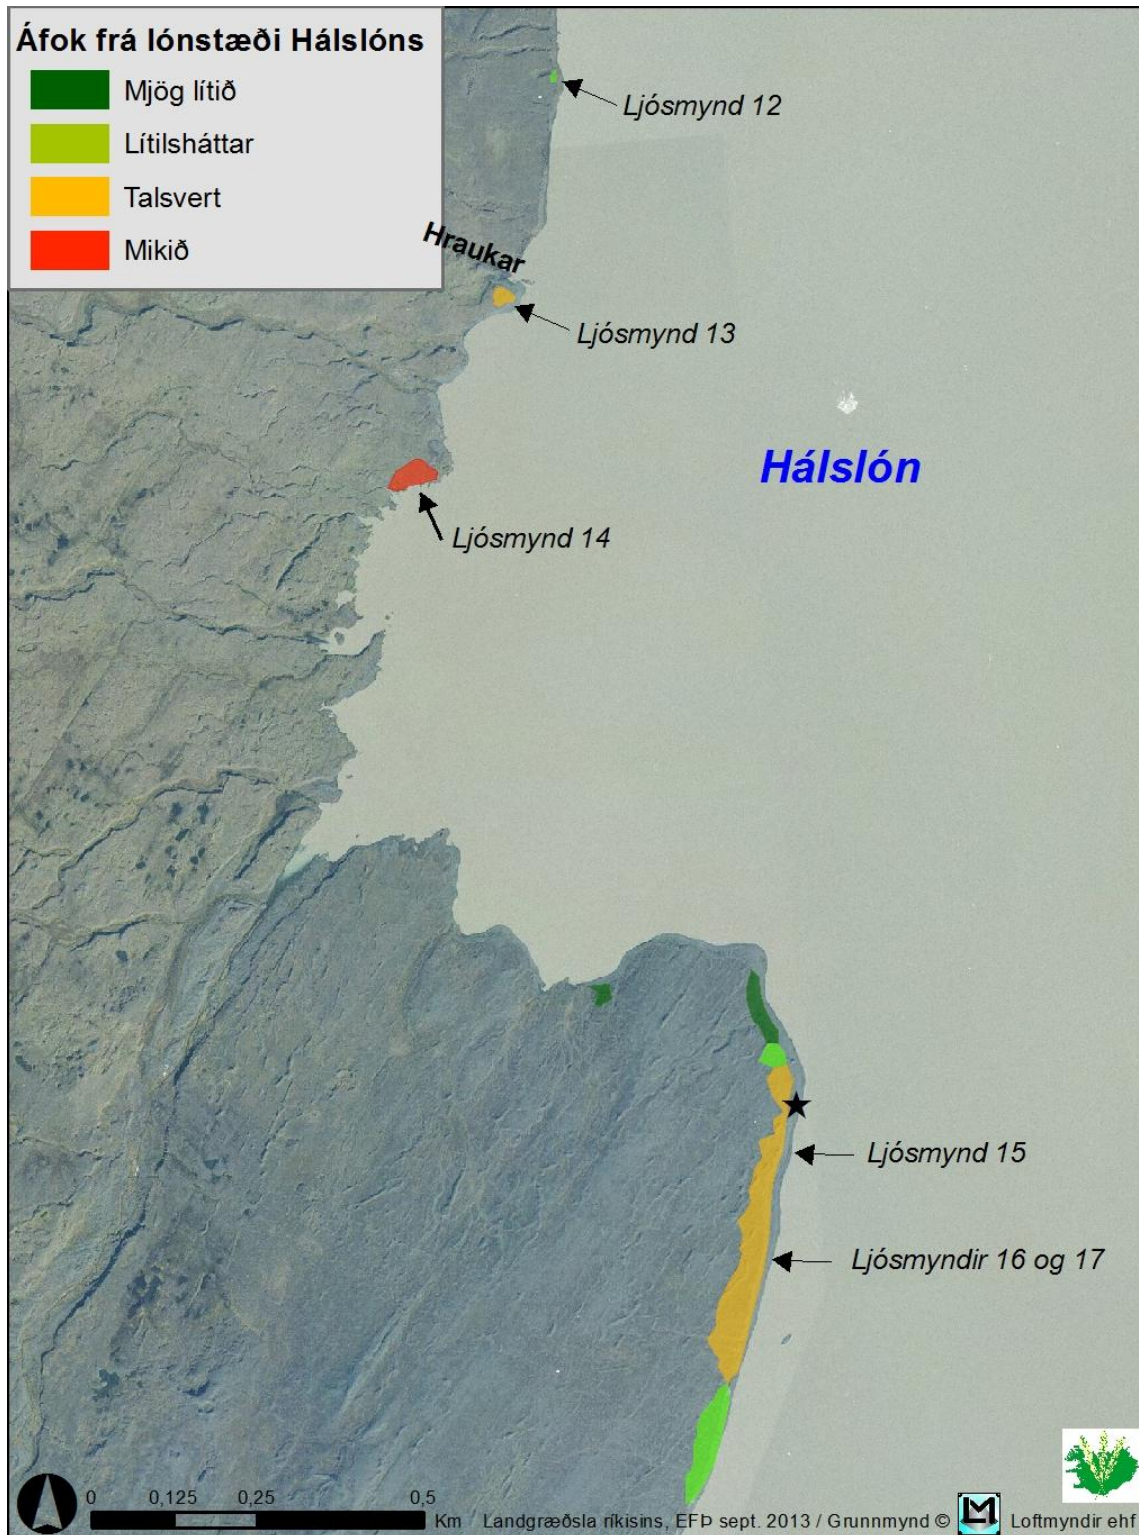 Áfok frá lónstæði Hálslóns
Mjög lítið
Lítilsháttar
Talsvert
Mikið
Ljósmynd 12
Hraukar
Ljósmynd 13
Hálslón
Ljósmynd 14
Ljósmynd 15
Ljósmyndir 16 og 17
0 0,125 0,25 0,5
Km Landgræðsla ríkisins, EFÞ sept. 2013 / Grunnmynd © LM Loftmyndir ehf